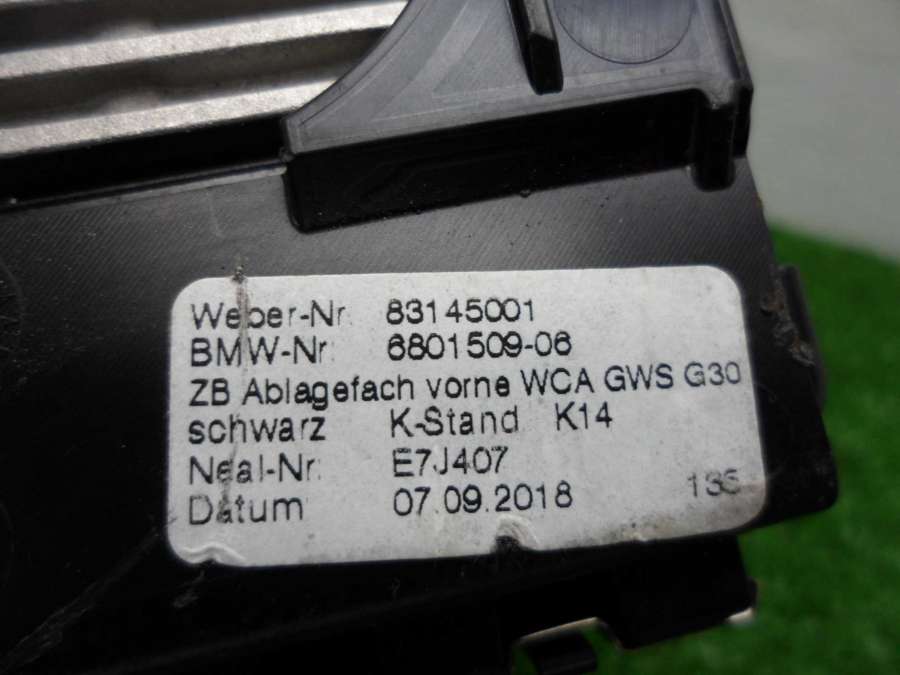 Weber-Nr. 83145001
BMW-Nr. 6801509-06
ZB Ablagefach vorne WCA GWS G30
schwarz K-Stand K14
Neal-Nr. E7J407
Datum 07.09.2018 135